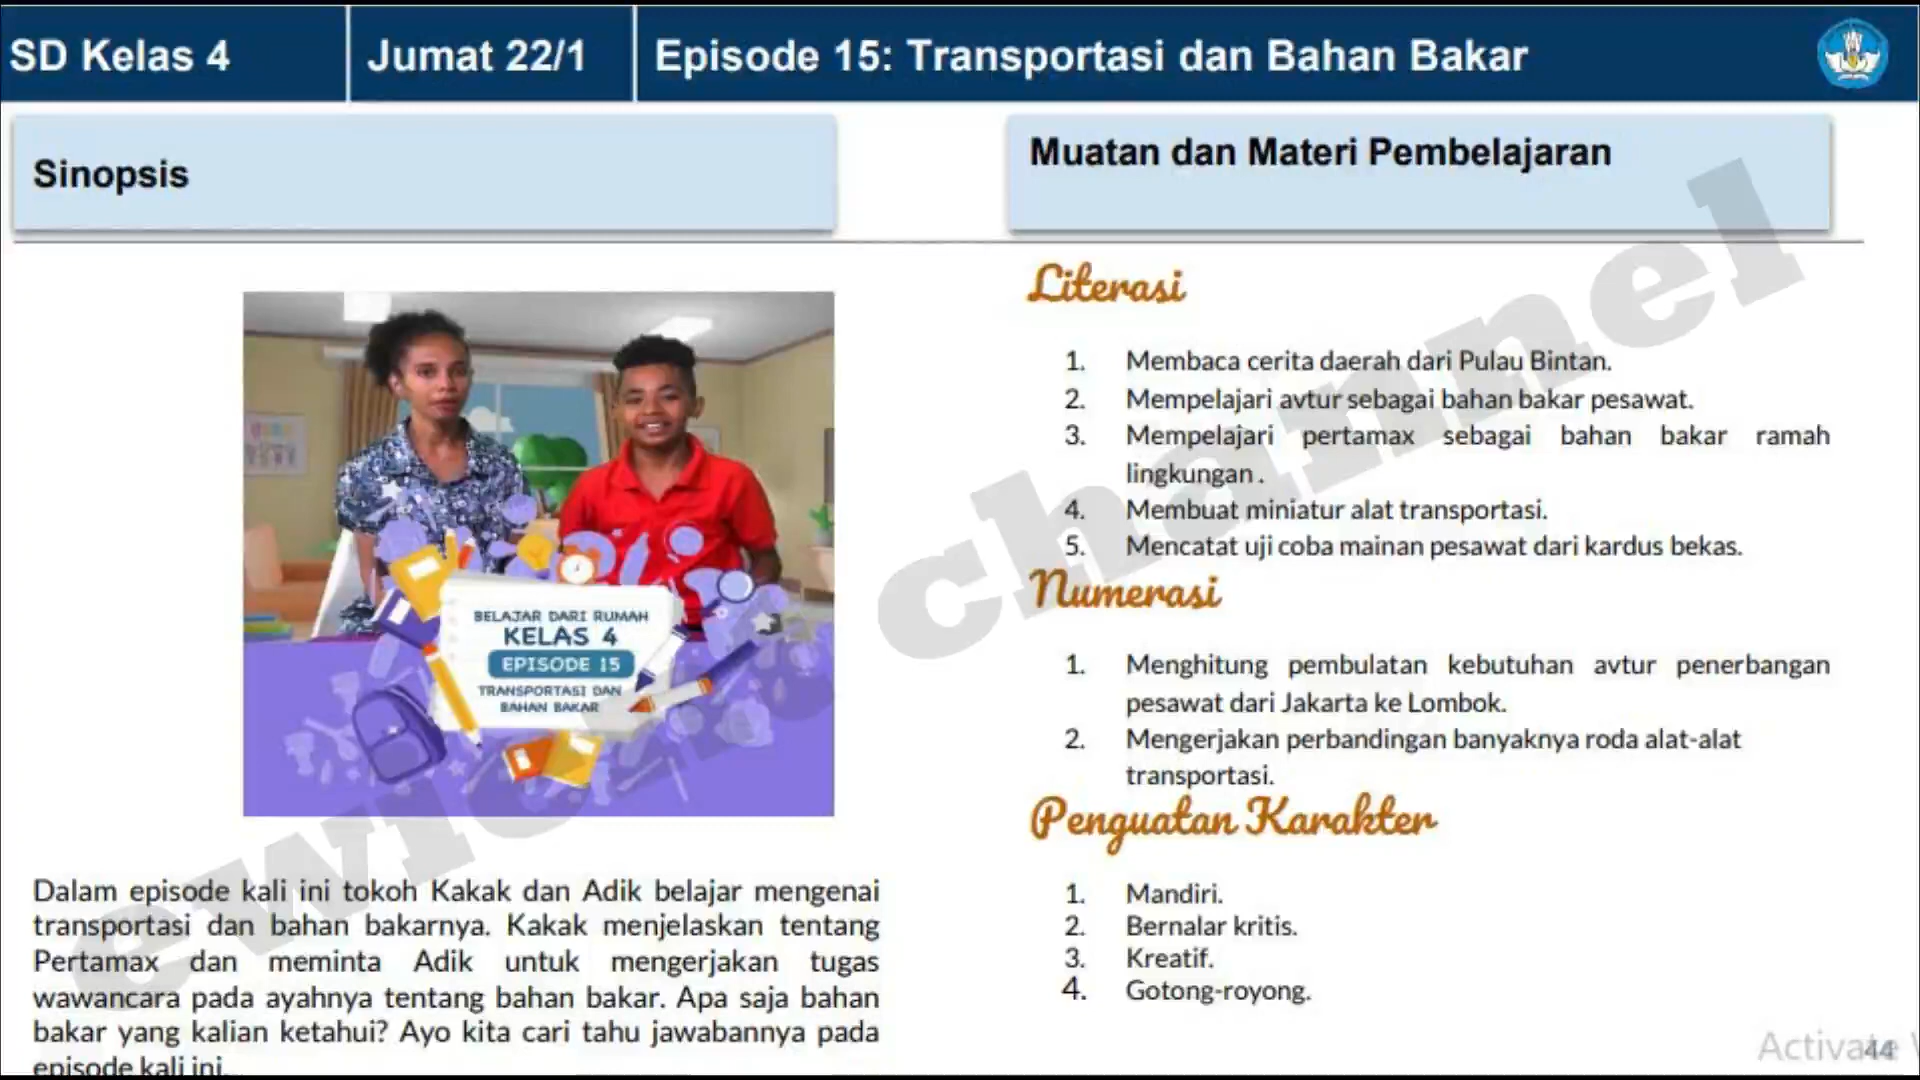 SD Kelas 4
Jumat 22/1
Episode 15: Transportasi dan Bahan Bakar
Sinopsis
BELAJAR DARI RUMAH
KELAS 4
EPISODE 15
TRANSPORTASI DAN
BAHAN BAKAR
Dalam episode kali ini tokoh Kakak dan Adik belajar mengenai
transportasi dan bahan bakarnya. Kakak menjelaskan tentang
Pertamax dan meminta Adik untuk mengerjakan tugas
wawancara pada ayahnya tentang bahan bakar. Apa saja bahan
bakar yang kalian ketahui? Ayo kita cari tahu jawabannya pada
episode kali ini.
Muatan dan Materi Pembelajaran
Literasi
1. Membaca cerita daerah dari Pulau Bintan.
2. Mempelajari avtur sebagai bahan bakar pesawat.
3. Mempelajari pertamax sebagai bahan bakar ramah
lingkungan .
4. Membuat miniatur alat transportasi.
5. Mencatat uji coba mainan pesawat dari kardus bekas.
Numerasi
1. Menghitung pembulatan kebutuhan avtur penerbangan
pesawat dari Jakarta ke Lombok.
2. Mengerjakan perbandingan banyaknya roda alat-alat
transportasi.
Penguatan Karakter
1. Mandiri.
2. Bernalar kritis.
3. Kreatif.
4. Gotong-royong.
channel
44